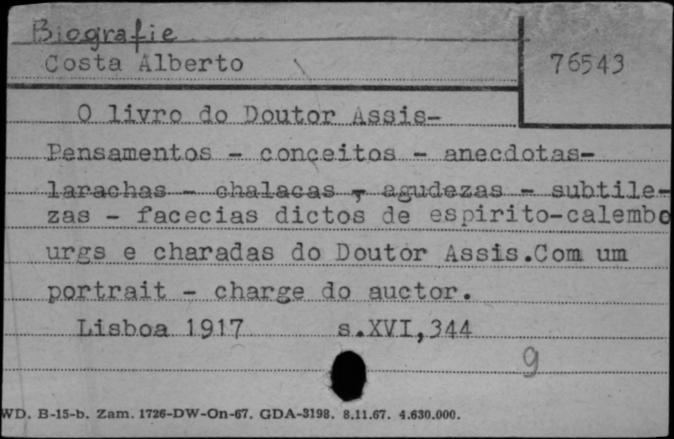 Biografie
Costa Alberto
76543
O livro do Doutor Assis-
Pensamentos - conceitos - anecdotas-
larachas - chalacas - agudezas - subtile-
zas - facecias dictos de espirito-calembo
urgs e charadas do Doutor Assis.Com um
portrait - charge do auctor.
Lisboa 1917 s.XVI,344
9
WD. B-15-b. Zam. 1726-DW-On-67. GDA-3198. 8.11.67. 4.630.000.